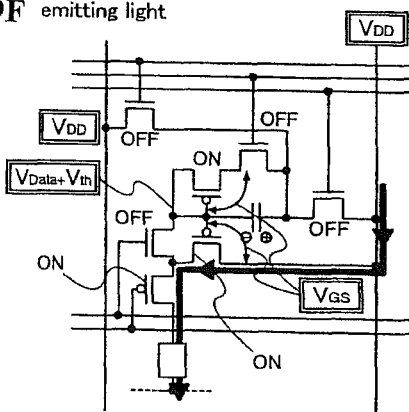 F emitting light
VDD
VDD
OFF
OFF
ON
VData+Vth
OFF
OFF
⊖ ⊕
ON
VGS
ON